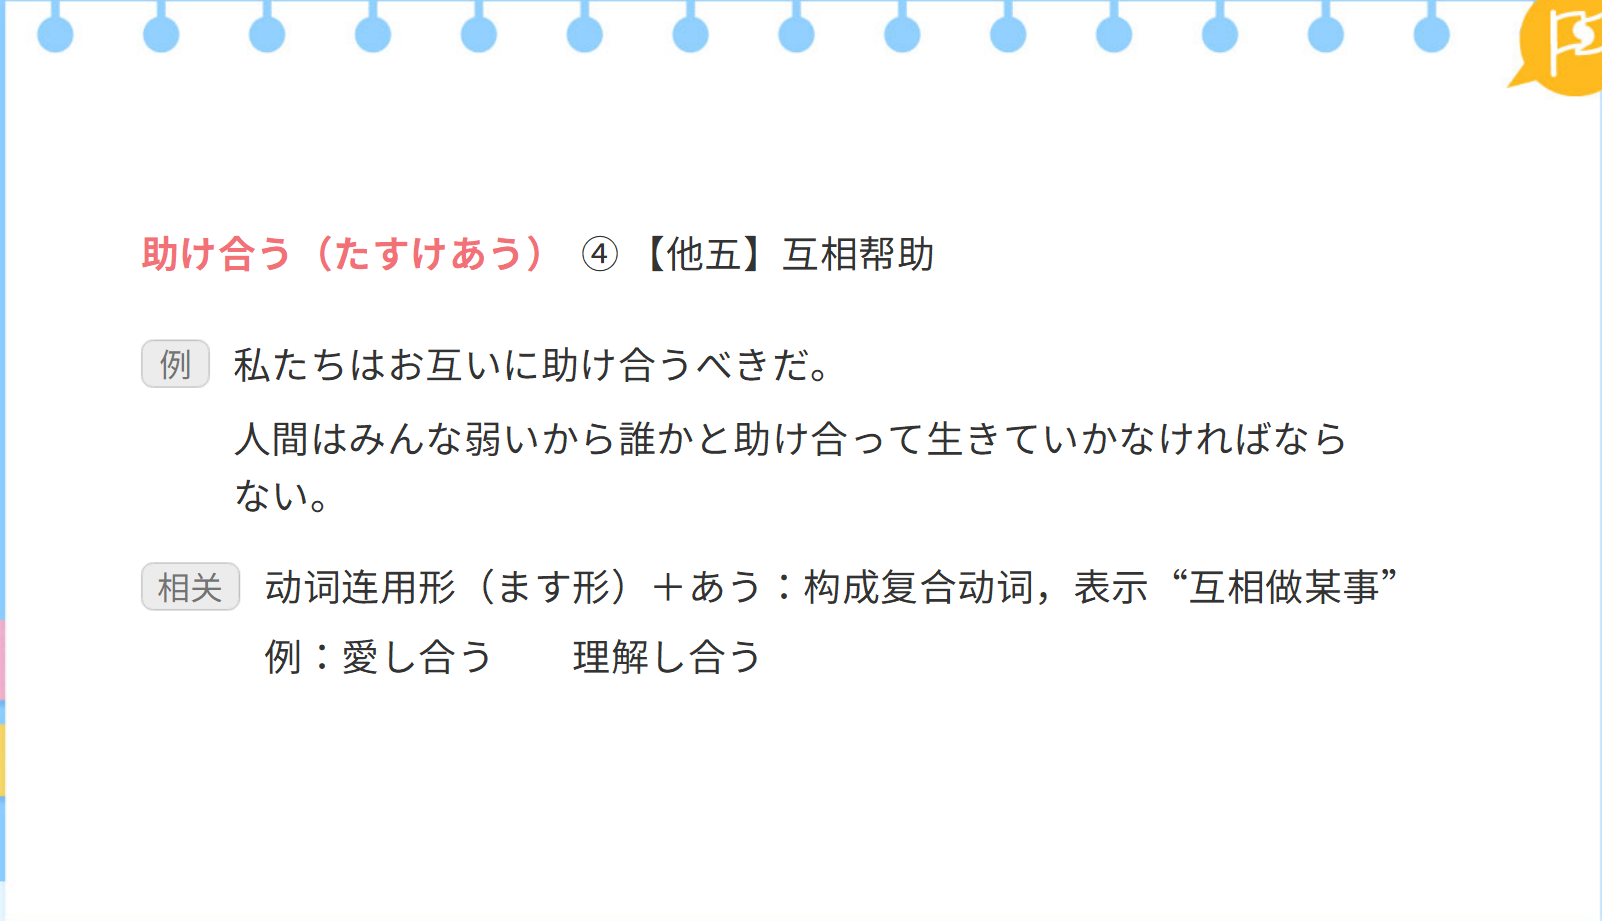 助け合う（たすけあう） ④ 【他五】互相帮助
例 私たちはお互いに助け合うべきだ。
人間はみんな弱いから誰かと助け合って生きていかなければなら
ない。
相关 动词连用形（ます形）＋あう：构成复合动词，表示“互相做某事”
例：愛し合う　　理解し合う